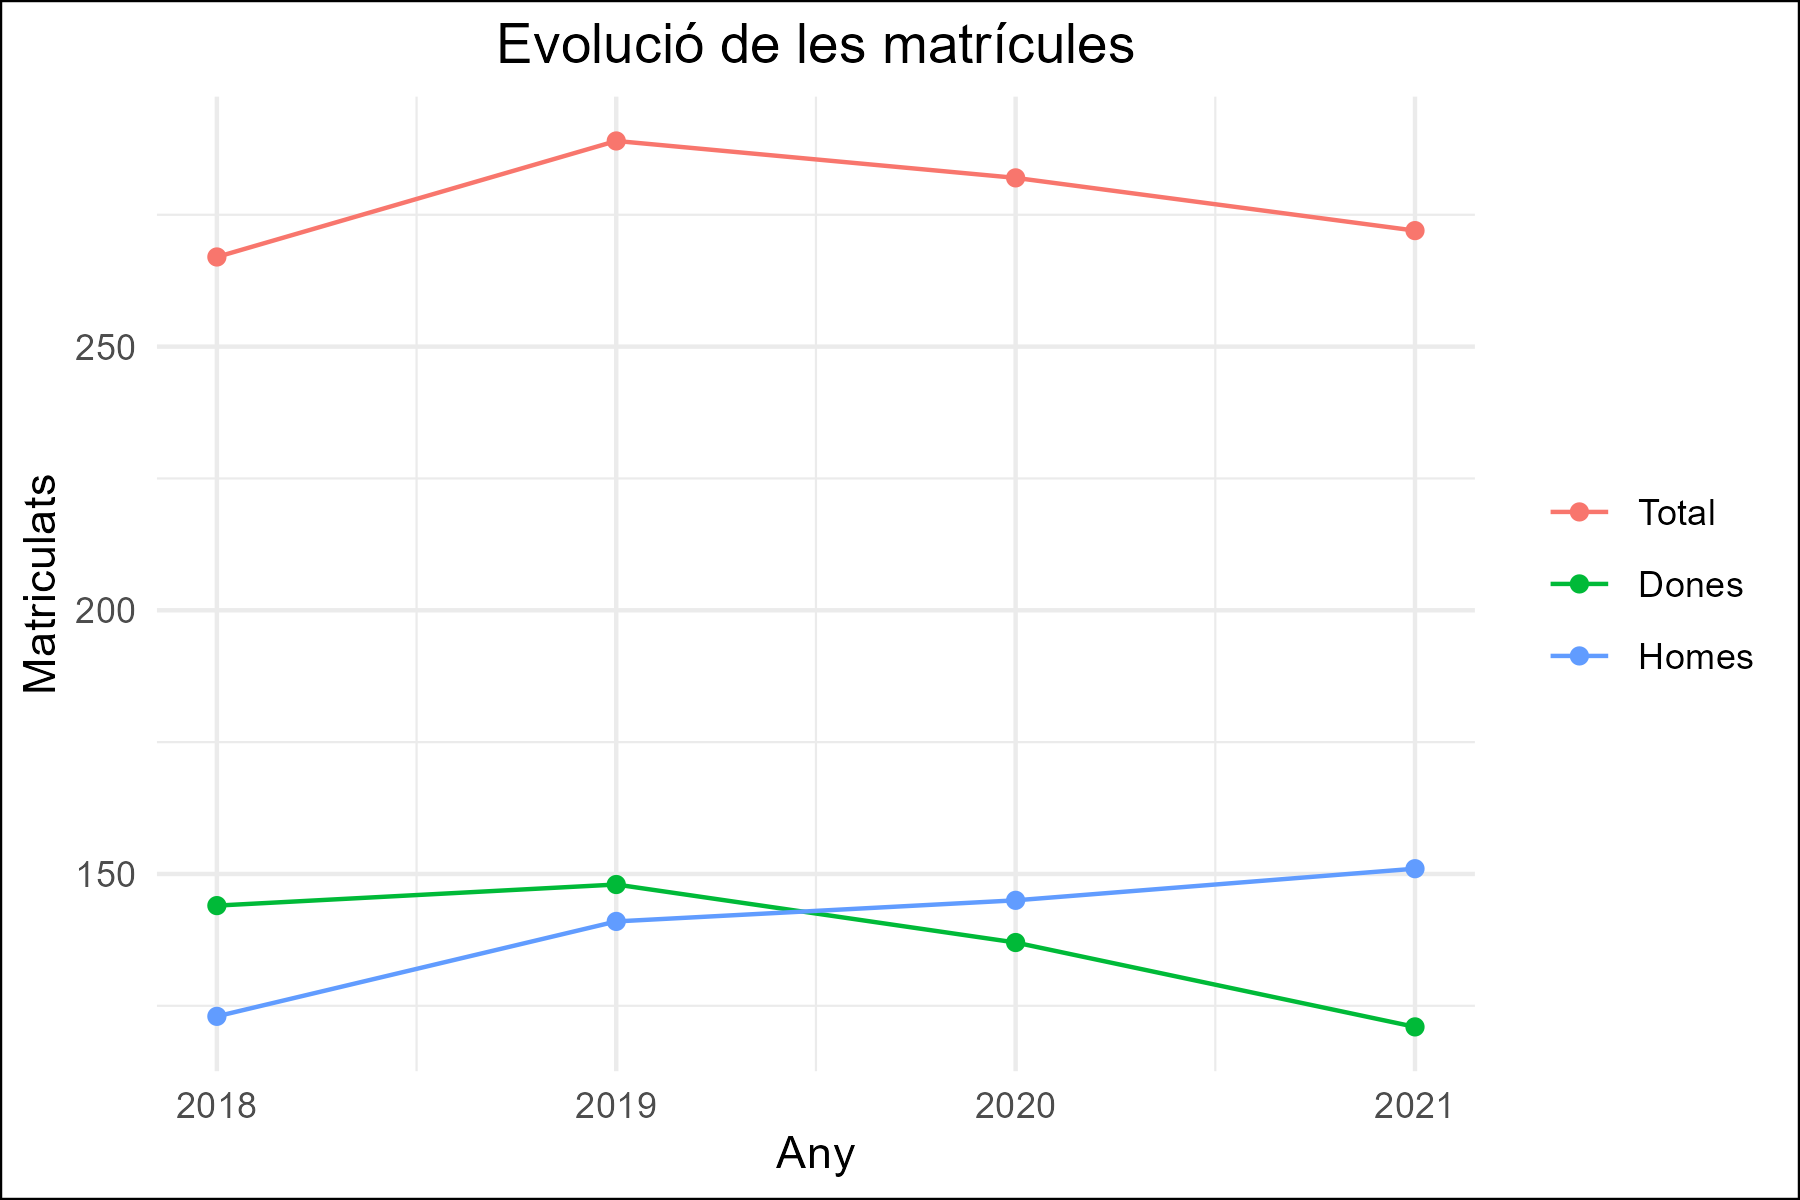 Evolució de les matrícules
Matriculats
250
200
150
2018 2019 2020 2021
Any
Total
Dones
Homes